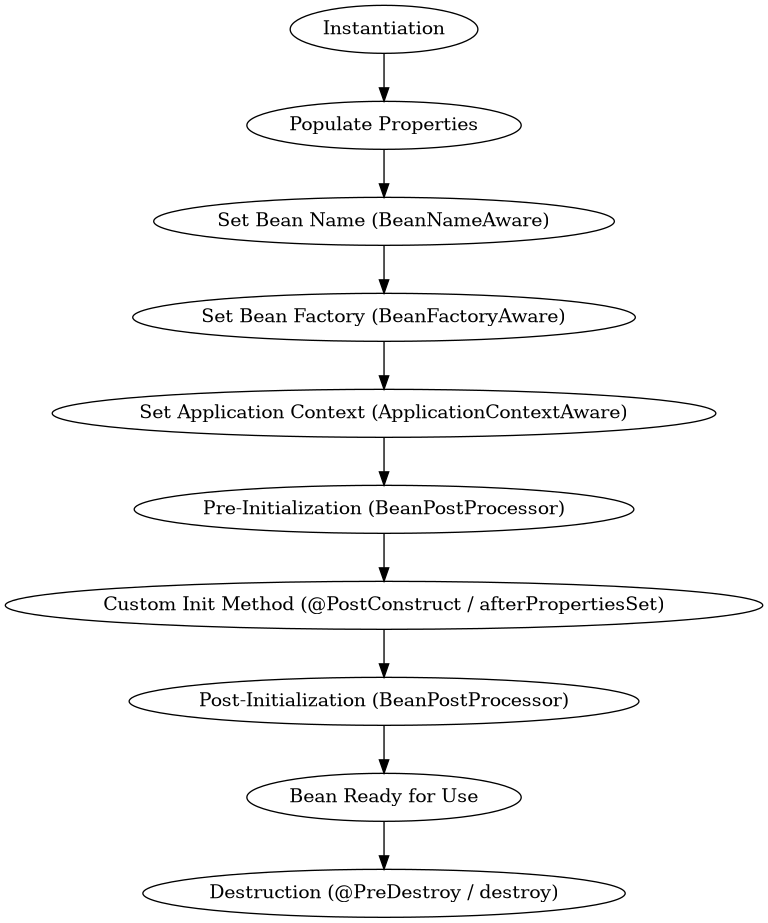 Instantiation
Populate Properties
Set Bean Name (BeanNameAware)
Set Bean Factory (BeanFactoryAware)
Set Application Context (ApplicationContextAware)
Pre-Initialization (BeanPostProcessor)
Custom Init Method (@PostConstruct / afterPropertiesSet)
Post-Initialization (BeanPostProcessor)
Bean Ready for Use
Destruction (@PreDestroy / destroy)